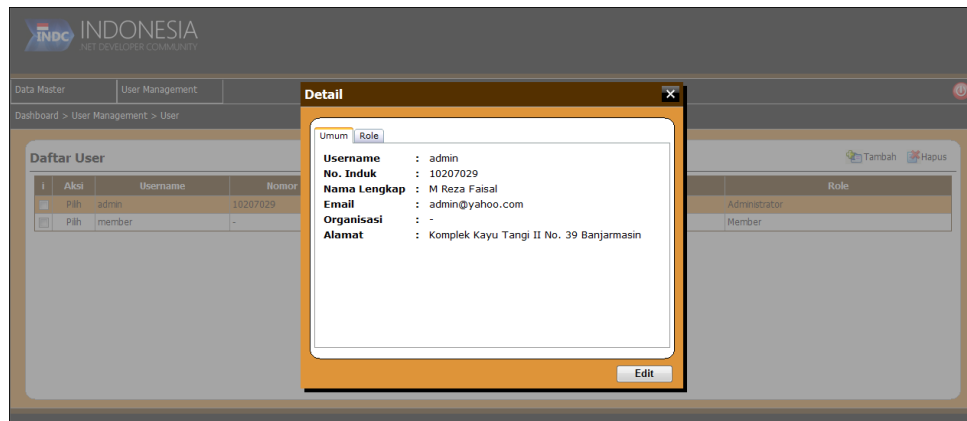 INDC INDONESIA
NET DEVELOPER COMMUNITY
Data Master User Management
Dashboard > User Management > User
Daftar User
Tambah Hapus
i Aksi Username Nomor Role
Pilih admin 10207029 Administrator
Pilih member - Member
Detail
Umum Role
Username : admin
No. Induk : 10207029
Nama Lengkap : M Reza Faisal
Email : admin@yahoo.com
Organisasi : -
Alamat : Komplek Kayu Tangi II No. 39 Banjarmasin
Edit